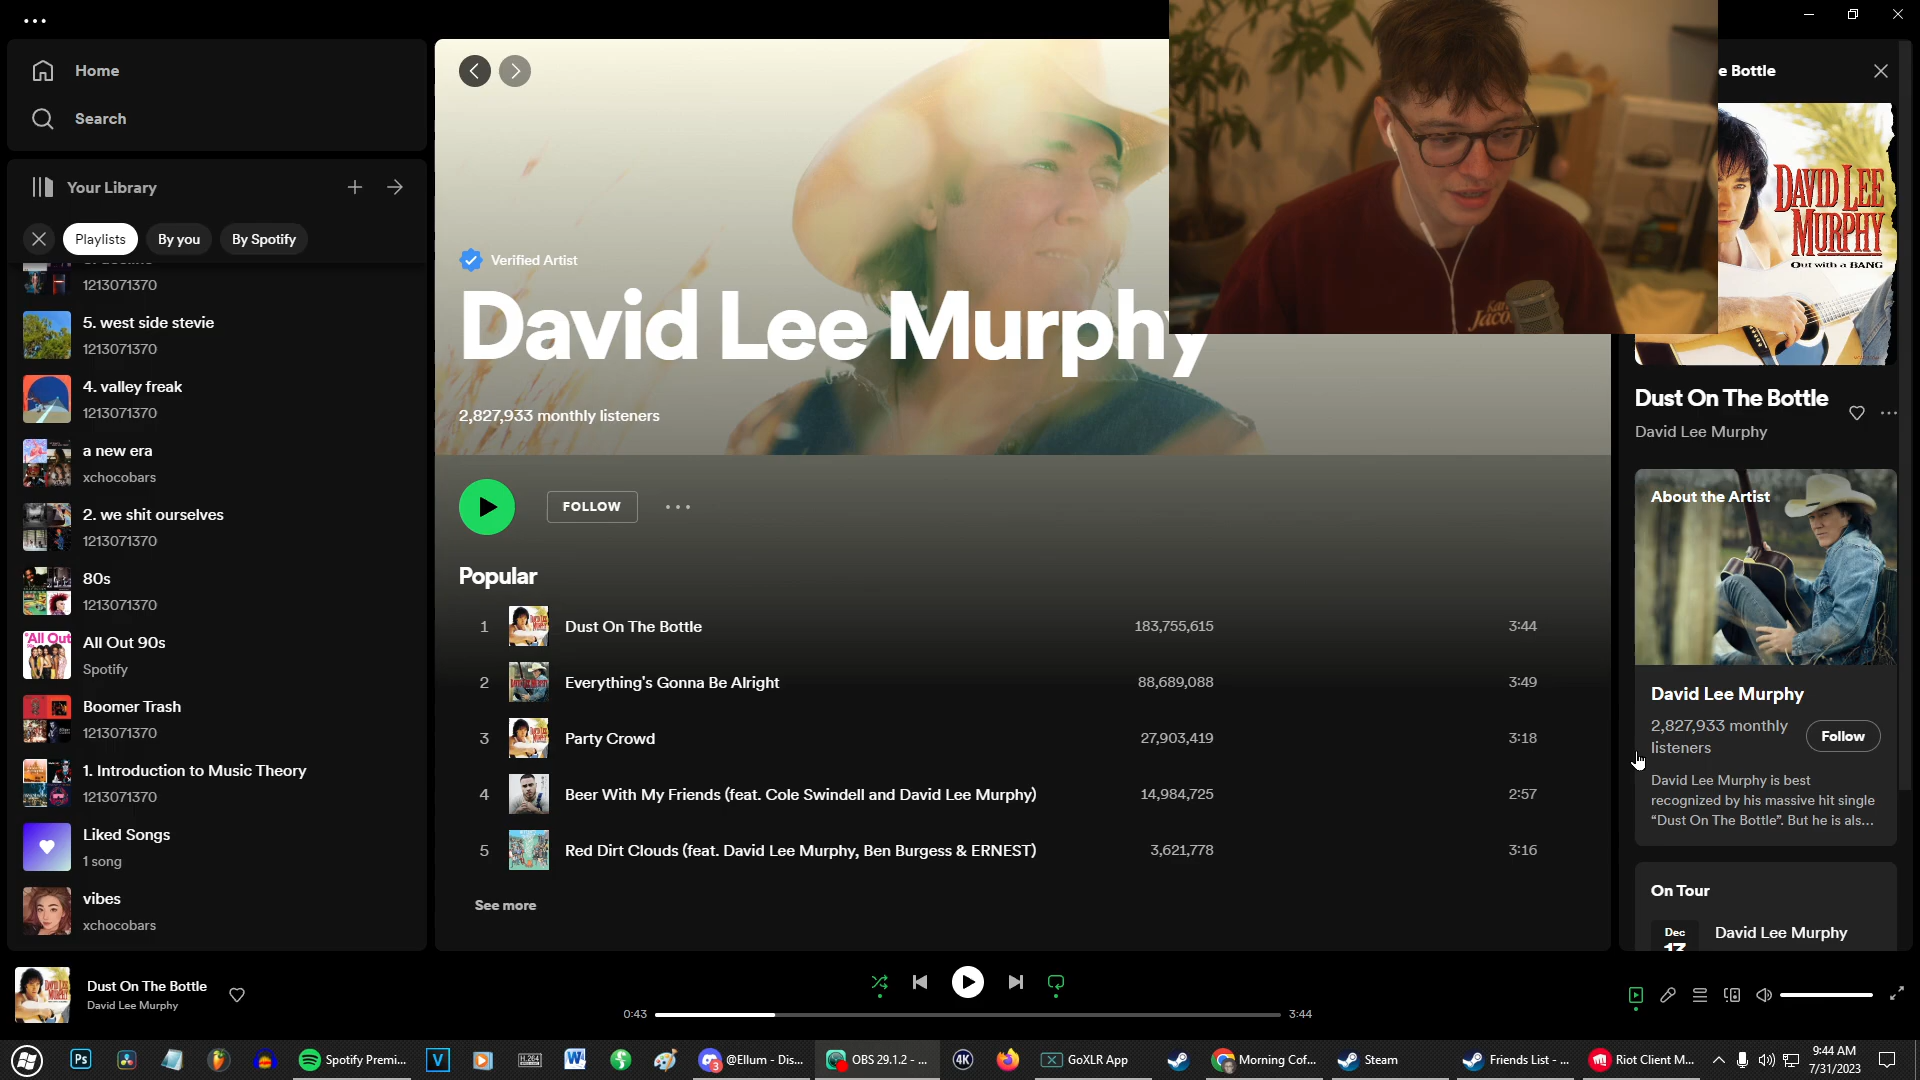 Home
Search
Your Library
Playlists
By you
By Spotify
1213071370
5. west side stevie
1213071370
4. valley freak
1213071370
a new era
xchocobars
2. we shit ourselves
1213071370
80s
1213071370
All Out
All Out 90s
Spotify
Boomer Trash
1213071370
1. Introduction to Music Theory
1213071370
Liked Songs
1 song
vibes
xchocobars
Verified Artist
David Lee Murphy
2,827,933 monthly listeners
FOLLOW
Popular
1 Dust On The Bottle 183,755,615 3:44
2 Everything's Gonna Be Alright 88,689,088 3:49
3 Party Crowd 27,903,419 3:18
4 Beer With My Friends (feat. Cole Swindell and David Lee Murphy) 14,984,725 2:57
5 Red Dirt Clouds (feat. David Lee Murphy, Ben Burgess & ERNEST) 3,621,778 3:16
See more
e Bottle
DAVID LEE
MURPHY
OUT WITH A BANG
Dust On The Bottle
David Lee Murphy
About the Artist
David Lee Murphy
2,827,933 monthly
listeners
Follow
David Lee Murphy is best
recognized by his massive hit single
“Dust On The Bottle”. But he is als...
On Tour
Dec
David Lee Murphy
Dust On The Bottle
David Lee Murphy
0:43
3:44
Ps
Spotify Premi...
V
H.264
W
3
@Ellum - Dis...
OBS 29.1.2 - ...
4K
GoXLR App
Morning Cof...
Steam
Friends List - ...
Riot Client M...
9:44 AM
7/31/2023